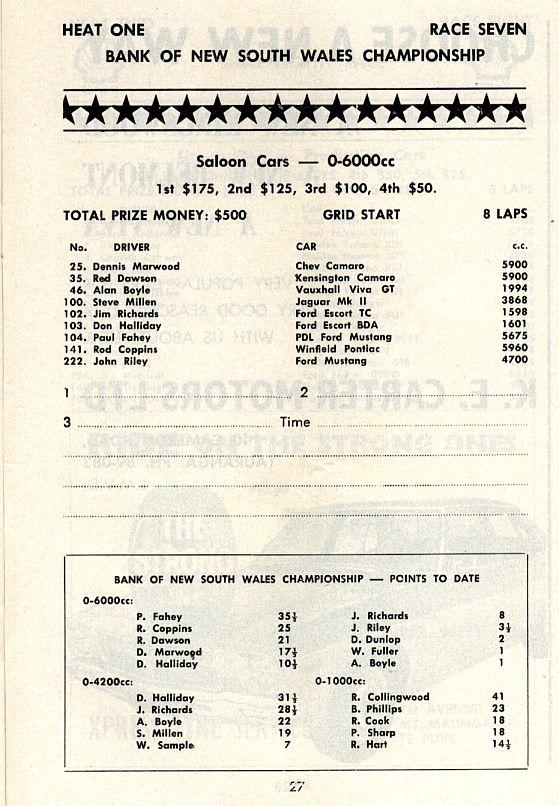 HEAT ONE RACE SEVEN
BANK OF NEW SOUTH WALES CHAMPIONSHIP
Saloon Cars — 0-6000cc
1st $175, 2nd $125, 3rd $100, 4th $50.
TOTAL PRIZE MONEY: $500 GRID START 8 LAPS
No. DRIVER CAR c.c.
25. Dennis Marwood Chev Camaro 5900
35. Red Dawson Kensington Camaro 5900
46. Alan Boyle Vauxhall Viva GT 1994
100. Steve Millen Jaguar Mk II 3868
102. Jim Richards Ford Escort TC 1598
103. Don Halliday Ford Escort BDA 1601
104. Paul Fahey PDL Ford Mustang 5675
141. Rod Coppins Winfield Pontiac 5960
222. John Riley Ford Mustang 4700
1 2
3 Time
BANK OF NEW SOUTH WALES CHAMPIONSHIP — POINTS TO DATE
0-6000cc:
P. Fahey 35½ J. Richards 8
R. Coppins 25 J. Riley 3½
R. Dawson 21 D. Dunlop 2
D. Marwood 17½ W. Fuller 1
D. Halliday 10½ A. Boyle 1
0-4200cc: 0-1000cc:
D. Halliday 31½ R. Collingwood 41
J. Richards 28½ B. Phillips 23
A. Boyle 22 R. Cook 18
S. Millen 19 P. Sharp 18
W. Sample 7 R. Hart 14½
27